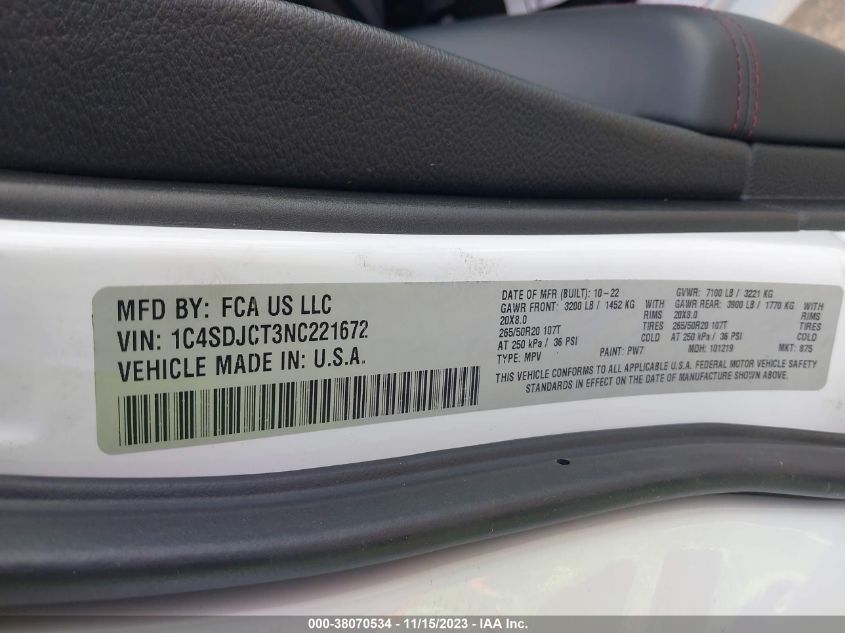 MFD BY: FCA US LLC
VIN: 1C4SDJCT3NC221672
VEHICLE MADE IN: U.S.A.
DATE OF MFR (BUILT): 10-22 GVWR: 7100 LB / 3221 KG
GAWR FRONT: 3200 LB / 1452 KG WITH GAWR REAR: 3900 LB / 1770 KG WITH
20X8.0 RIMS 20X8.0 RIMS
265/50R20 107T TIRES 265/50R20 107T TIRES
AT 250 kPa / 36 PSI COLD AT 250 kPa / 36 PSI COLD
TYPE: MPV PAINT: PW7 MDH: 101219 MKT: 875
THIS VEHICLE CONFORMS TO ALL APPLICABLE U.S.A. FEDERAL MOTOR VEHICLE SAFETY
STANDARDS IN EFFECT ON THE DATE OF MANUFACTURE SHOWN ABOVE.
000-38070534 - 11/15/2023 - IAA Inc.